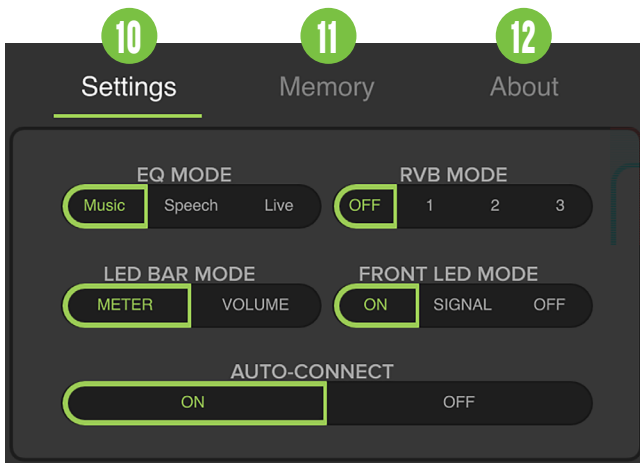 10 11 12
Settings Memory About
EQ MODE RVB MODE
Music Speech Live OFF 1 2 3
LED BAR MODE FRONT LED MODE
METER VOLUME ON SIGNAL OFF
AUTO-CONNECT
ON OFF